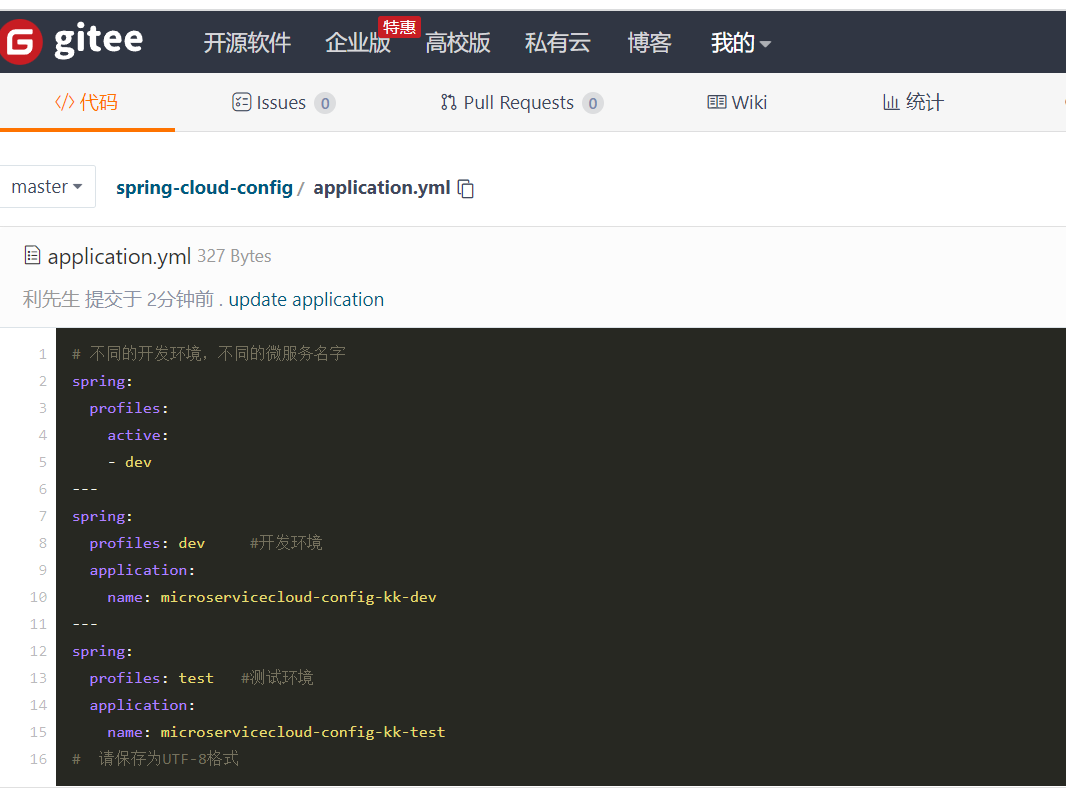 gitee 开源软件 企业版 特惠 高校版 私有云 博客 我的
</> 代码 Issues 0 Pull Requests 0 Wiki 统计
master spring-cloud-config / application.yml
application.yml 327 Bytes
利先生 提交于 2分钟前 . update application
1 # 不同的开发环境，不同的微服务名字
2 spring:
3   profiles:
4     active:
5     - dev
6 ---
7 spring:
8   profiles: dev     #开发环境
9   application:
10     name: microservicecloud-config-kk-dev
11 ---
12 spring:
13   profiles: test   #测试环境
14   application:
15     name: microservicecloud-config-kk-test
16 #  请保存为UTF-8格式